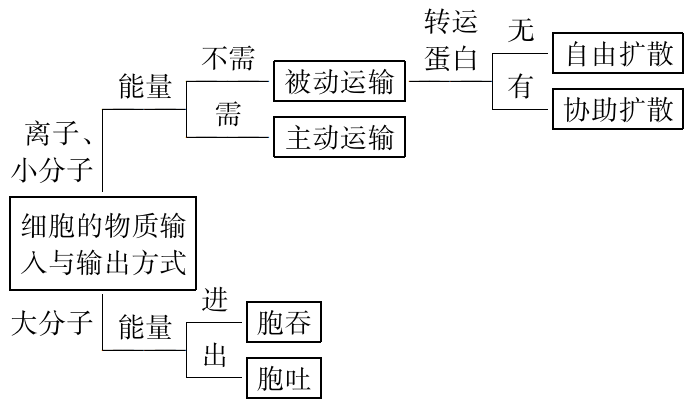 转运
蛋白
无
自由扩散
有
协助扩散
不需
被动运输
能量
需
主动运输
离子、
小分子
细胞的物质输
入与输出方式
大分子
能量
进
胞吞
出
胞吐